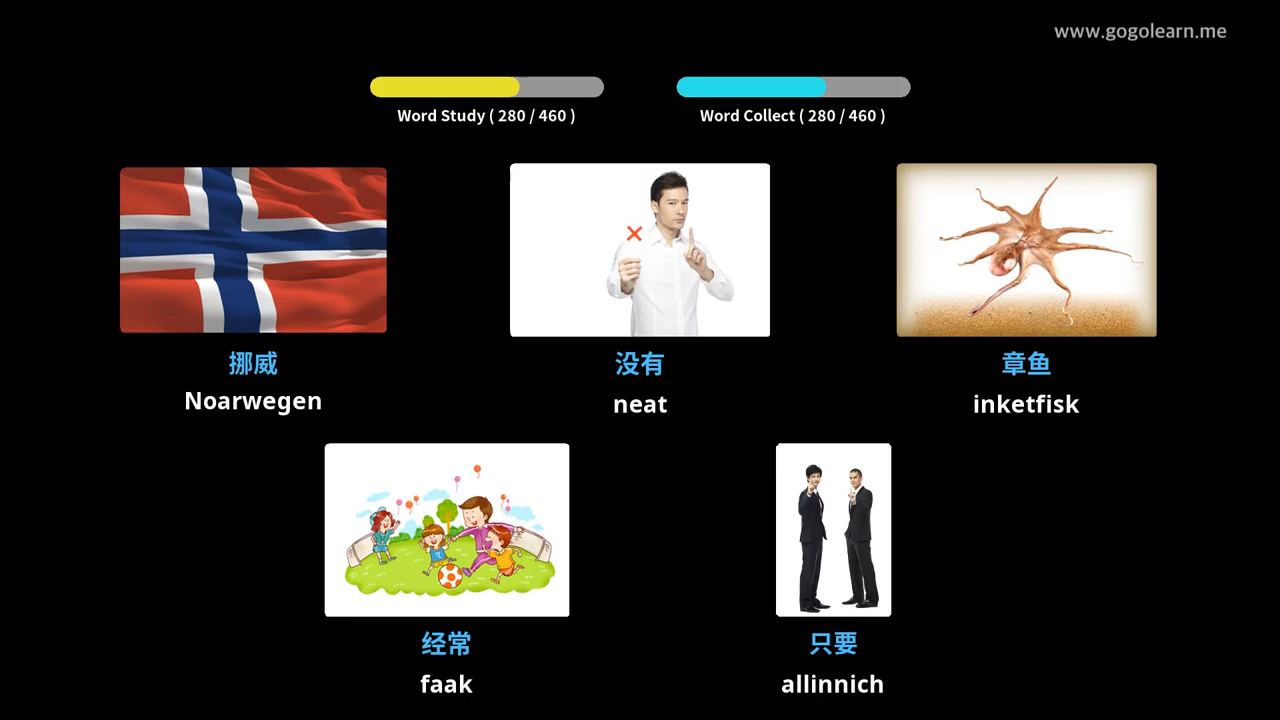 www.gogolearn.me
Word Study ( 280 / 460 )
Word Collect ( 280 / 460 )
挪威
Noarwegen
没有
neat
章鱼
inketfisk
经常
faak
只要
allinnich